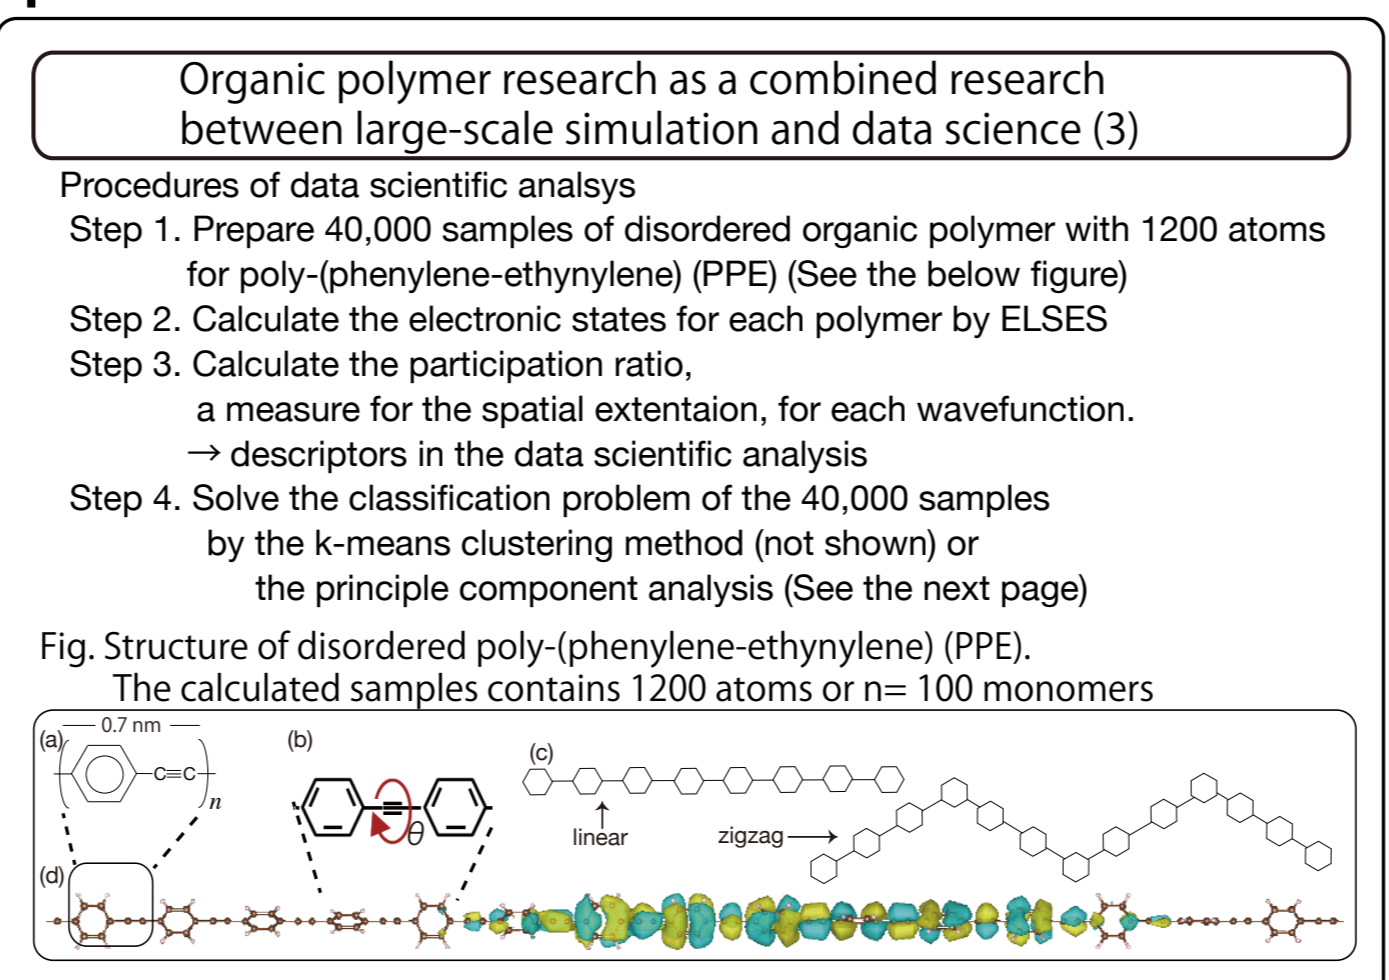 Organic polymer research as a combined research
between large-scale simulation and data science (3)
Procedures of data scientific analsys
Step 1. Prepare 40,000 samples of disordered organic polymer with 1200 atoms
for poly-(phenylene-ethynylene) (PPE) (See the below figure)
Step 2. Calculate the electronic states for each polymer by ELSES
Step 3. Calculate the participation ratio,
a measure for the spatial extentaion, for each wavefunction.
→ descriptors in the data scientific analysis
Step 4. Solve the classification problem of the 40,000 samples
by the k-means clustering method (not shown) or
the principle component analysis (See the next page)
Fig. Structure of disordered poly-(phenylene-ethynylene) (PPE).
The calculated samples contains 1200 atoms or n= 100 monomers
(a)
0.7 nm
C≡C
n
(b)
θ
(c)
linear
zigzag
(d)